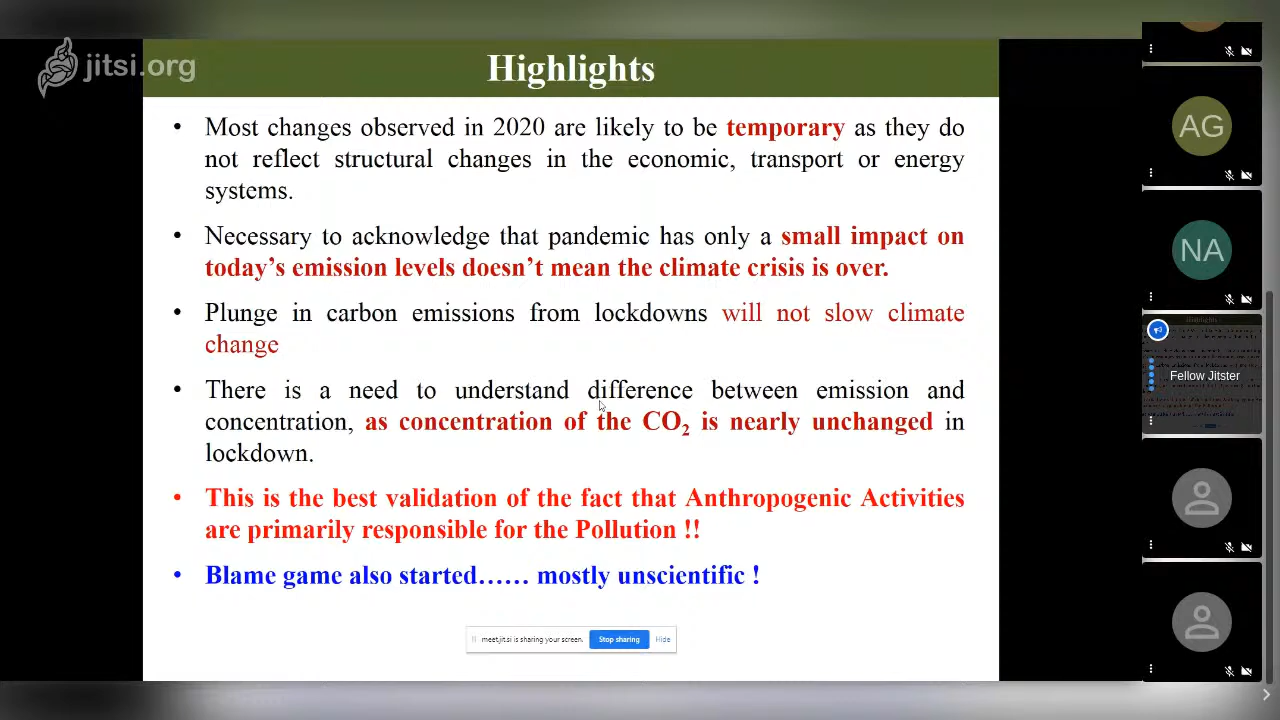 jitsi.org
Highlights
• Most changes observed in 2020 are likely to be temporary as they do
not reflect structural changes in the economic, transport or energy
systems.
• Necessary to acknowledge that pandemic has only a small impact on
today's emission levels doesn't mean the climate crisis is over.
• Plunge in carbon emissions from lockdowns will not slow climate
change
• There is a need to understand difference between emission and
concentration, as concentration of the CO₂ is nearly unchanged in
lockdown.
• This is the best validation of the fact that Anthropogenic Activities
are primarily responsible for the Pollution !!
• Blame game also started...... mostly unscientific !
meet.jit.si is sharing your screen. Stop sharing Hide
AG
NA
Highlights
Fellow Jitster